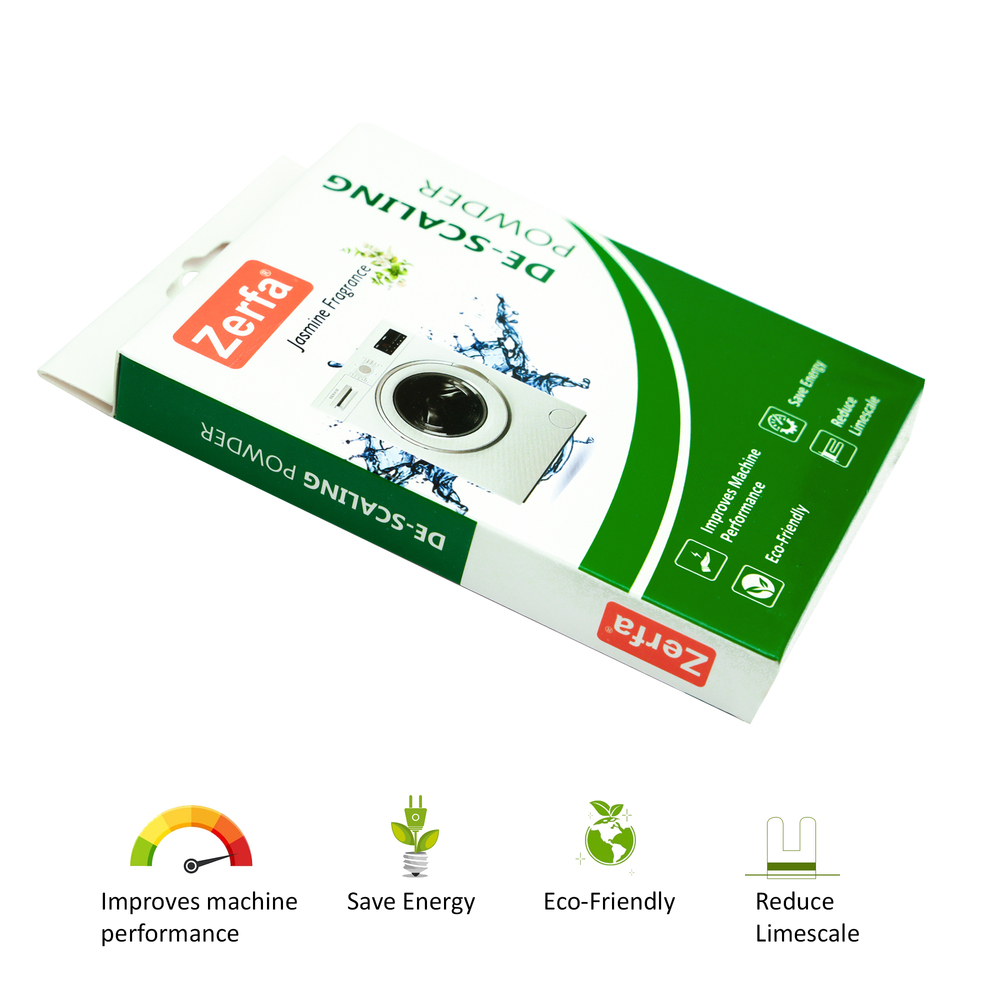 DE-SCALING
POWDER
Zerfa®
Jasmine Fragrance
Save Energy
Reduce
Limescale
Improves Machine
Performance
Eco-Friendly
DE-SCALING POWDER
Zerfa®
Improves machine
performance
Save Energy
Eco-Friendly
Reduce
Limescale